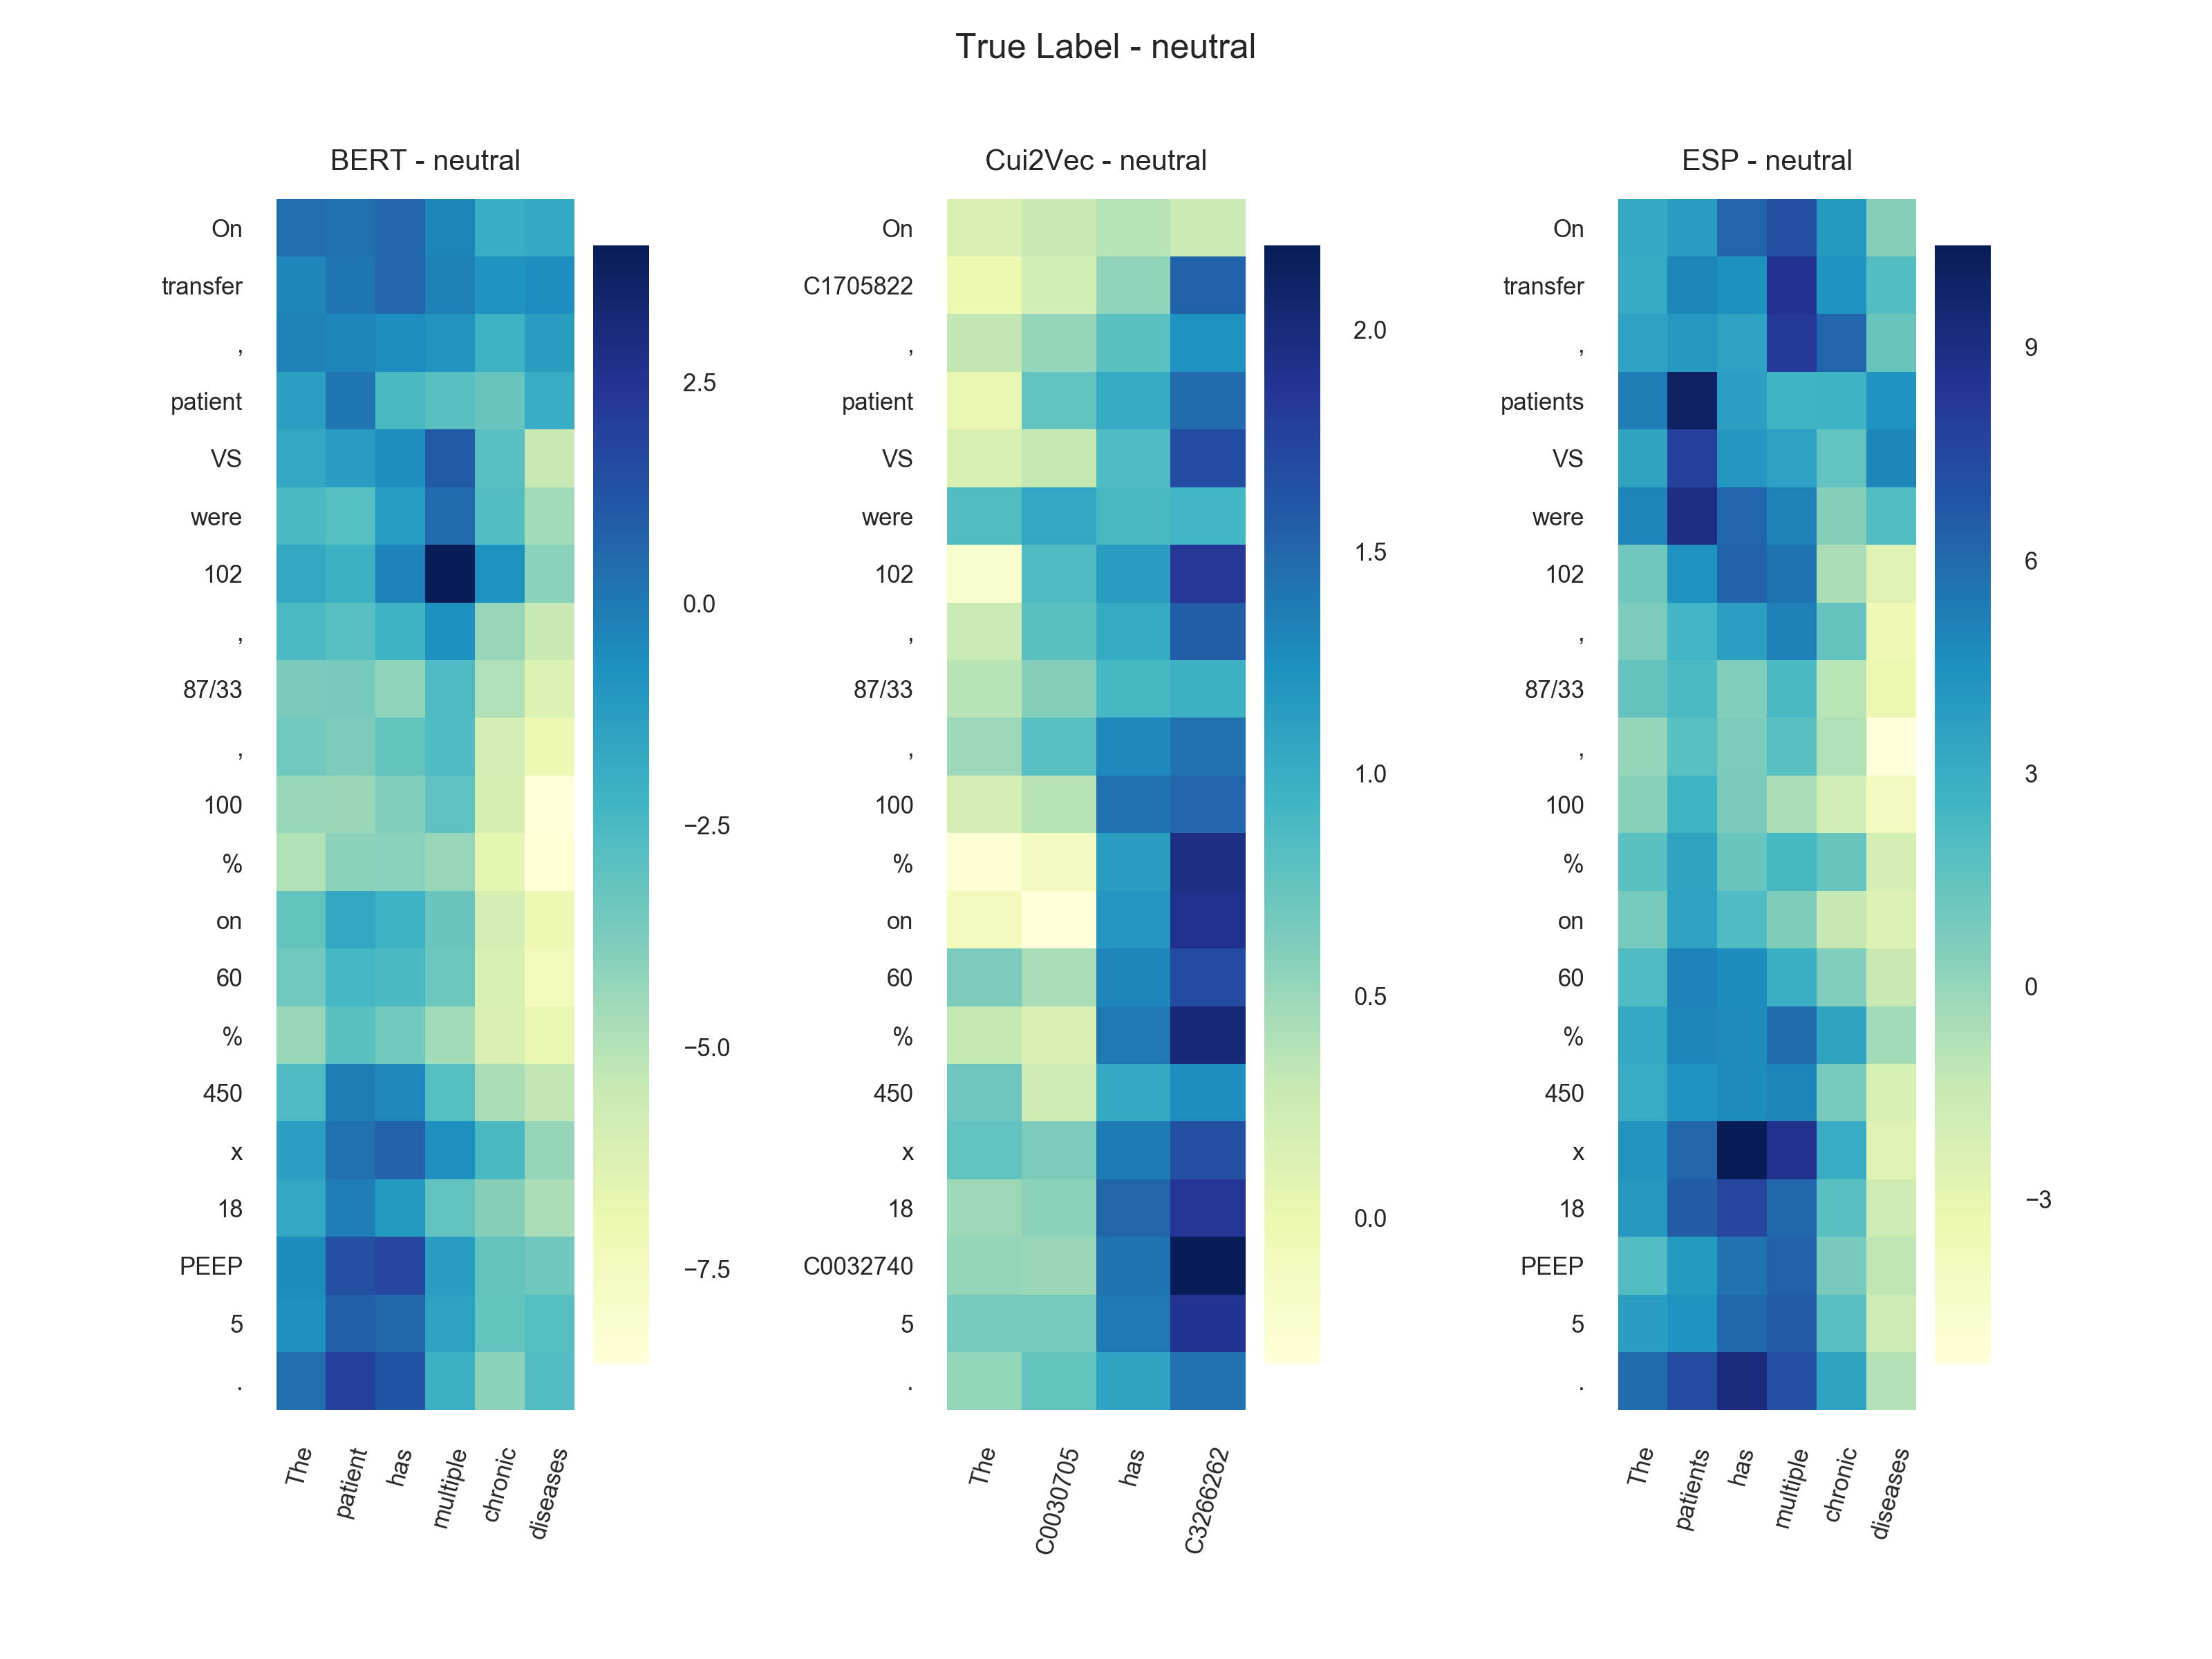 True Label - neutral
BERT - neutral
On
transfer
,
patient
VS
were
102
,
87/33
,
100
%
on
60
%
450
x
18
PEEP
5
.
The
patient
has
multiple
chronic
diseases
2.5
0.0
−2.5
−5.0
−7.5
Cui2Vec - neutral
On
C1705822
,
patient
VS
were
102
,
87/33
,
100
%
on
60
%
450
x
18
C0032740
5
.
The
C0030705
has
C3266262
2.0
1.5
1.0
0.5
0.0
ESP - neutral
On
transfer
,
patients
VS
were
102
,
87/33
,
100
%
on
60
%
450
x
18
PEEP
5
.
The
patients
has
multiple
chronic
diseases
9
6
3
0
−3